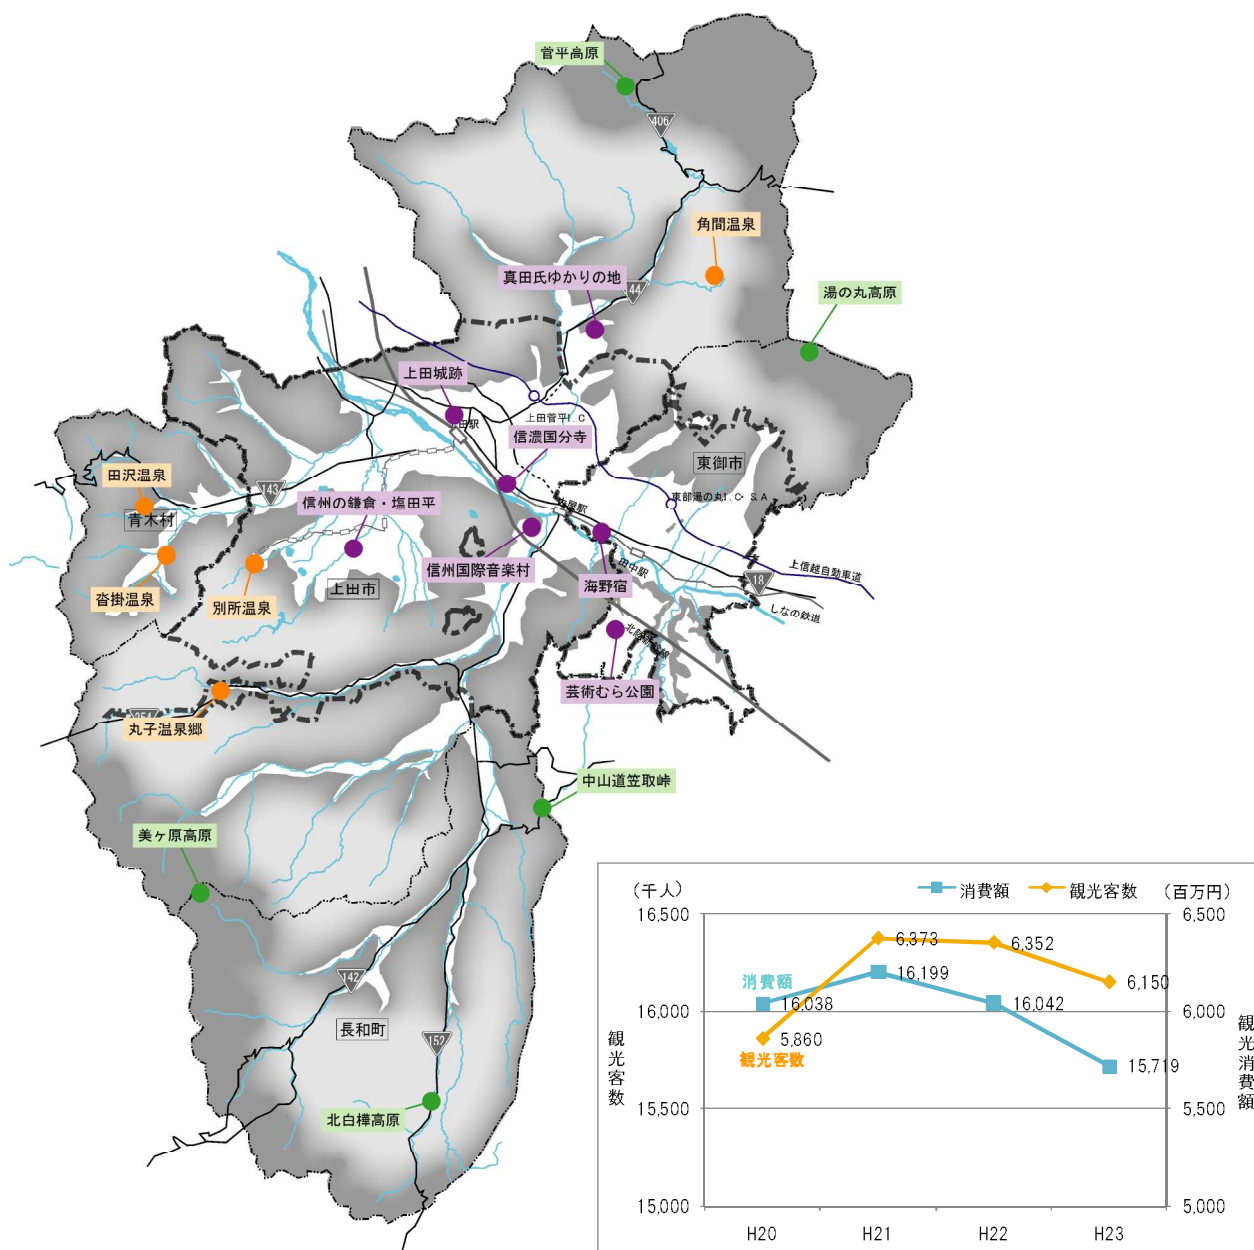 菅平高原
406
角間温泉
真田氏ゆかりの地
44
湯の丸高原
上田城跡
上田菅平I.C
田駅
信濃国分寺
東御市
田沢温泉
143
信州の鎌倉・塩田平
東部湯の丸I.C・S.A
青木村
信州国際音楽村
田中駅
上信越自動車道
18
沓掛温泉
別所温泉
上田市
海野宿
しなの鉄道
芸術むら公園
254
丸子温泉郷
中山道笠取峠
美ヶ原高原
142
長和町
152
北白樺高原
(千人)
消費額
観光客数
(百万円)
16,500
6,500
6,373
6,352
消費額
16,199
6,150
16,038
16,042
16,000
6,000
5,860
観光客数
15,719
観光客数
観光消費額
15,500
5,500
15,000
5,000
H20
H21
H22
H23